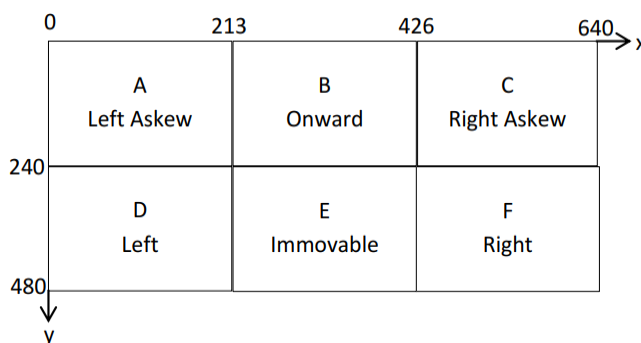 0 213 426 640 x
A B C
Left Askew Onward Right Askew
240
D E F
Left Immovable Right
480
y